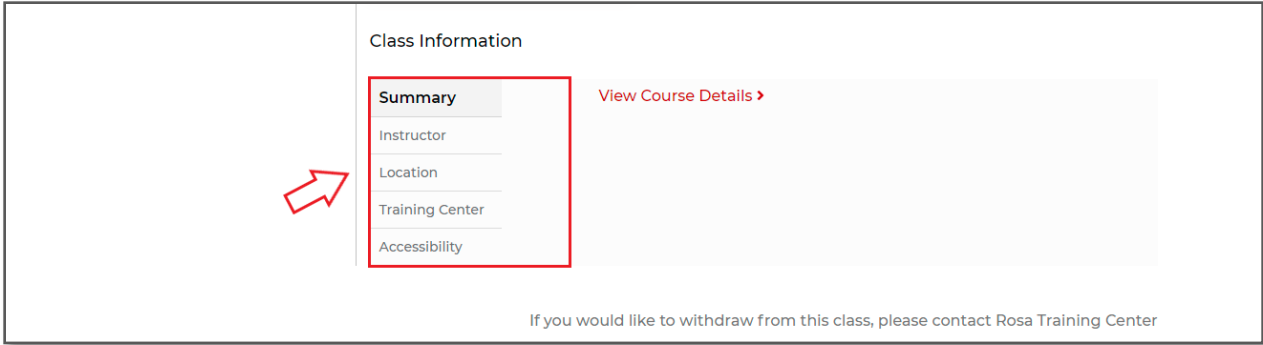 Class Information
Summary
View Course Details
Instructor
Location
Training Center
Accessibility
If you would like to withdraw from this class, please contact Rosa Training Center